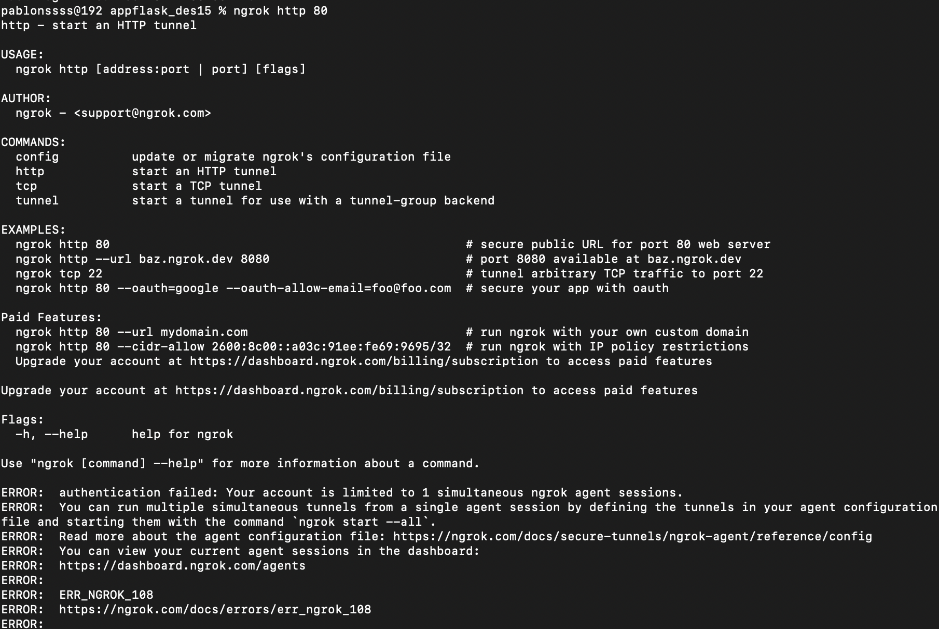 pablonssss@192 appflask_des15 % ngrok http 80
http - start an HTTP tunnel
USAGE:
ngrok http [address:port | port] [flags]
AUTHOR:
ngrok - <support@ngrok.com>
COMMANDS:
config          update or migrate ngrok's configuration file
http            start an HTTP tunnel
tcp             start a TCP tunnel
tunnel          start a tunnel for use with a tunnel-group backend
EXAMPLES:
ngrok http 80                                                 # secure public URL for port 80 web server
ngrok http --url baz.ngrok.dev 8080                           # port 8080 available at baz.ngrok.dev
ngrok tcp 22                                                  # tunnel arbitrary TCP traffic to port 22
ngrok http 80 --oauth=google --oauth-allow-email=foo@foo.com  # secure your app with oauth
Paid Features:
ngrok http 80 --url mydomain.com                              # run ngrok with your own custom domain
ngrok http 80 --cidr-allow 2600:8c00::a03c:91ee:fe69:9695/32  # run ngrok with IP policy restrictions
Upgrade your account at https://dashboard.ngrok.com/billing/subscription to access paid features
Upgrade your account at https://dashboard.ngrok.com/billing/subscription to access paid features
Flags:
-h, --help      help for ngrok
Use "ngrok [command] --help" for more information about a command.
ERROR:  authentication failed: Your account is limited to 1 simultaneous ngrok agent sessions.
ERROR:  You can run multiple simultaneous tunnels from a single agent session by defining the tunnels in your agent configuration
file and starting them with the command `ngrok start --all`.
ERROR:  Read more about the agent configuration file: https://ngrok.com/docs/secure-tunnels/ngrok-agent/reference/config
ERROR:  You can view your current agent sessions in the dashboard:
ERROR:  https://dashboard.ngrok.com/agents
ERROR:
ERROR:  ERR_NGROK_108
ERROR:  https://ngrok.com/docs/errors/err_ngrok_108
ERROR: